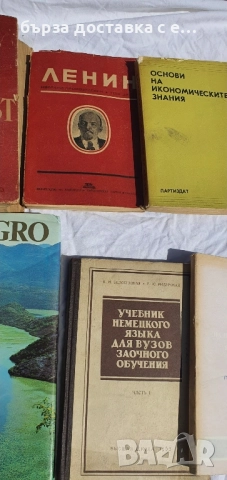 бърза доставка с ...
ЛЕНИН
ОСНОВИ
НА
ИКОНОМИЧЕСКИТЕ
ЗНАНИЯ
ПАРТИЗДАТ
GRO
УЧЕБНИК
НЕМЕЦКОГО
ЯЗЫКА
ДЛЯ ВУЗОВ
ЗАОЧНОГО
ОБУЧЕНИЯ
ЧАСТЬ I
BAZAR